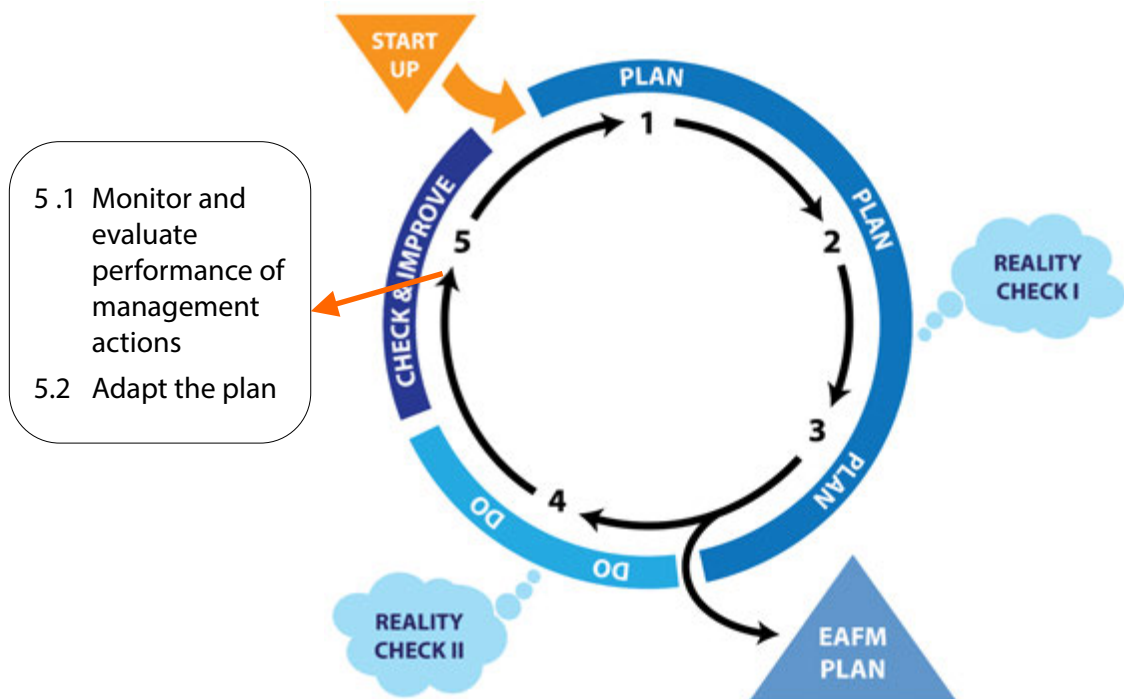 START
UP
PLAN
1
PLAN
2
REALITY
CHECK I
3
PLAN
EAFM
PLAN
DO
4
DO
REALITY
CHECK II
CHECK & IMPROVE
5
5 .1 Monitor and
evaluate
performance of
management
actions
5.2 Adapt the plan